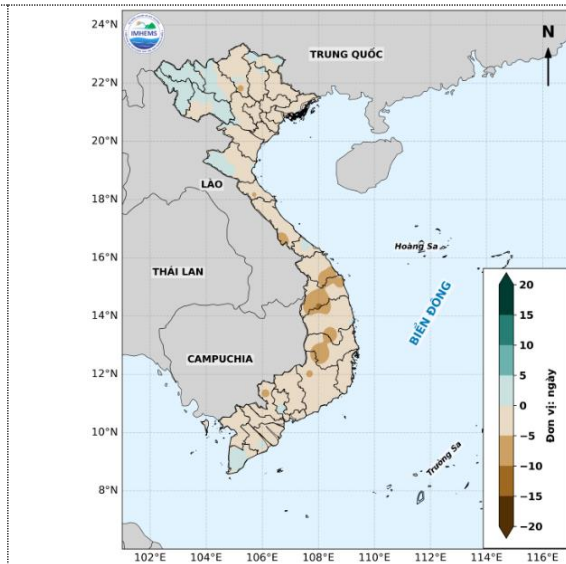 24°N
22°N
20°N
18°N
16°N
14°N
12°N
10°N
8°N
IMHEMS
TRUNG QUỐC
N
LÀO
Hoàng Sa
THÁI LAN
BIỂN ĐÔNG
CAMPUCHIA
Trường Sa
20
15
10
5
0
−5
−10
−15
−20
Đơn vị: ngày
102°E 104°E 106°E 108°E 110°E 112°E 114°E 116°E